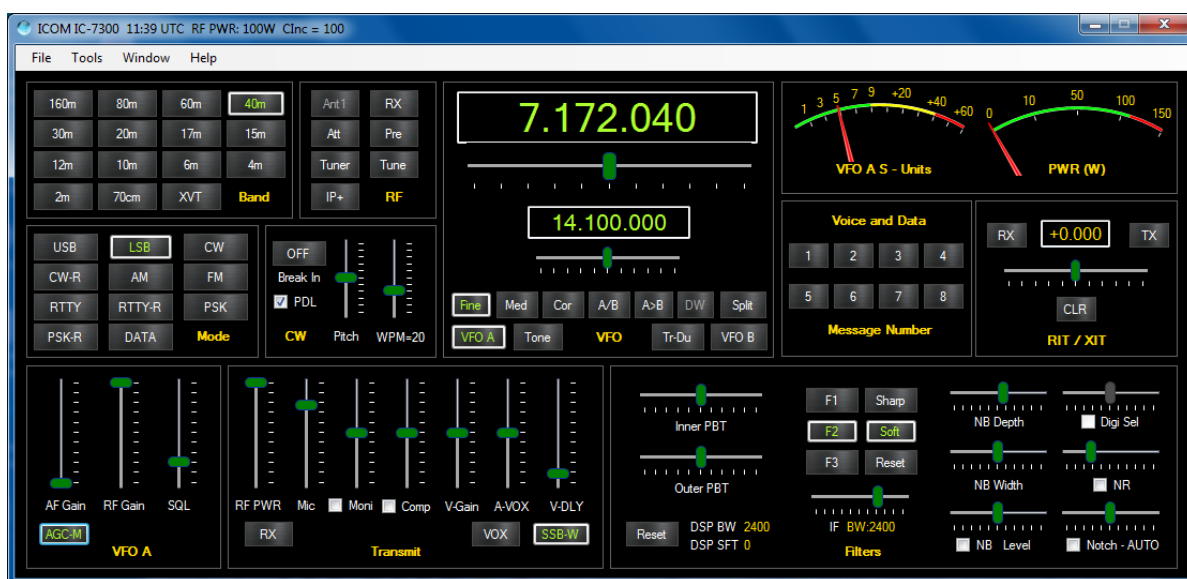 ICOM IC-7300 11:39 UTC RF PWR: 100W CInc = 100
File Tools Window Help
160m 80m 60m 40m
30m 20m 17m 15m
12m 10m 6m 4m
2m 70cm XVT Band
Ant1 RX
Att Pre
Tuner Tune
IP+ RF
7.172.040
14.100.000
Fine Med Cor A/B A>B DW Split
VFO A Tone VFO Tr-Du VFO B
1 3 5 7 9 +20 +40 +60
VFO A S - Units
0 10 50 100 150
PWR (W)
USB LSB CW
CW-R AM FM
RTTY RTTY-R PSK
PSK-R DATA Mode
OFF
Break In
PDL
CW Pitch WPM=20
Voice and Data
1 2 3 4
5 6 7 8
Message Number
RX +0.000 TX
CLR
RIT / XIT
AF Gain RF Gain SQL
AGC-M
VFO A
RF PWR Mic Moni Comp V-Gain A-VOX V-DLY
RX VOX SSB-W
Transmit
Inner PBT
Outer PBT
Reset DSP BW 2400
DSP SFT 0
F1 Sharp
F2 Soft
F3 Reset
IF BW:2400
Filters
NB Depth Digi Sel
NB Width NR
NB Level Notch - AUTO